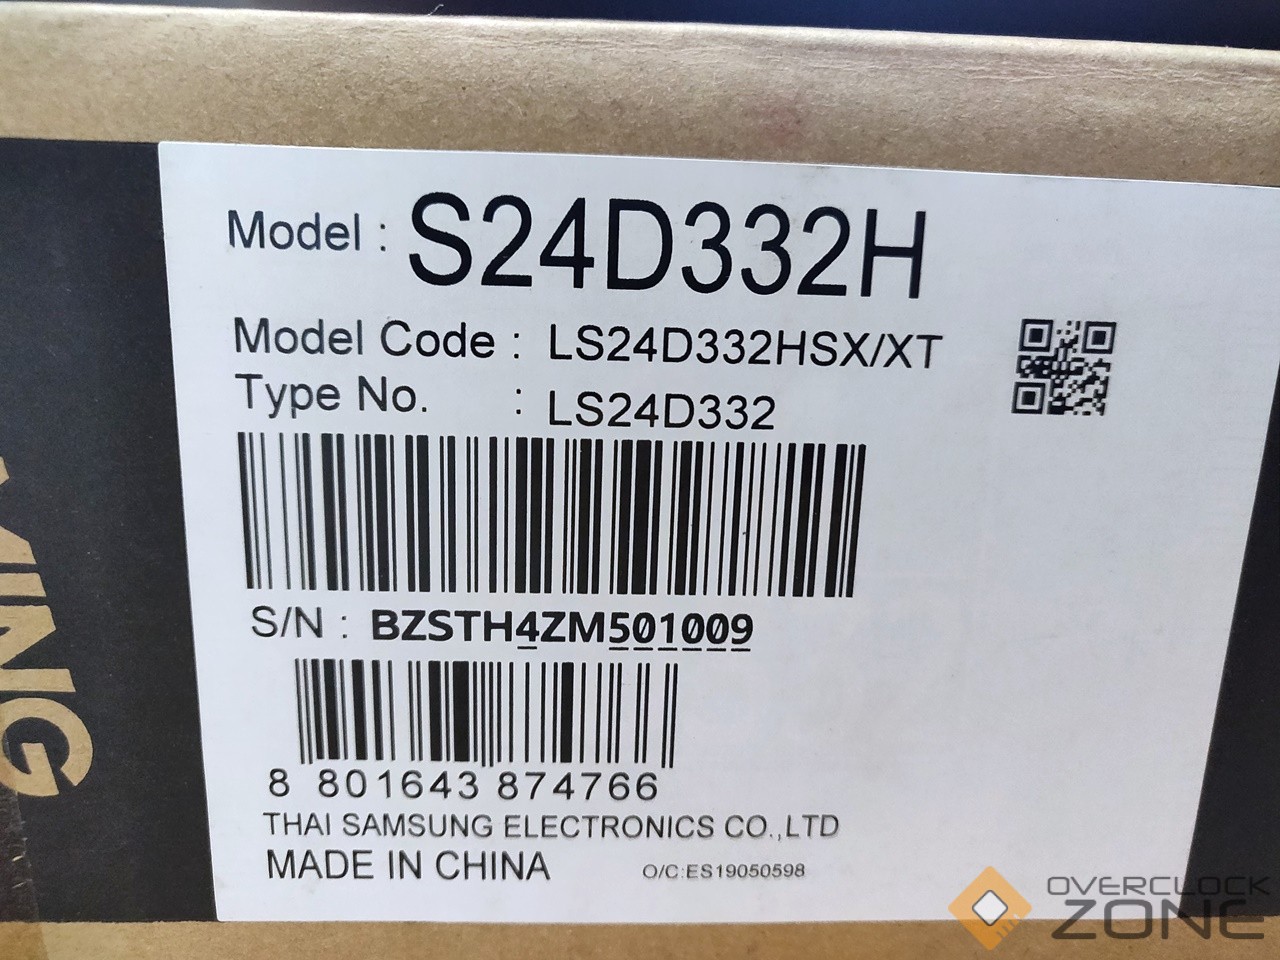 Model : S24D332H
Model Code : LS24D332HSX/XT
Type No. : LS24D332
S/N : BZSTH4ZM501009
8 801643 874766
THAI SAMSUNG ELECTRONICS CO.,LTD
MADE IN CHINA
O/C:ES19050598
OVERCLOCK
ZONE